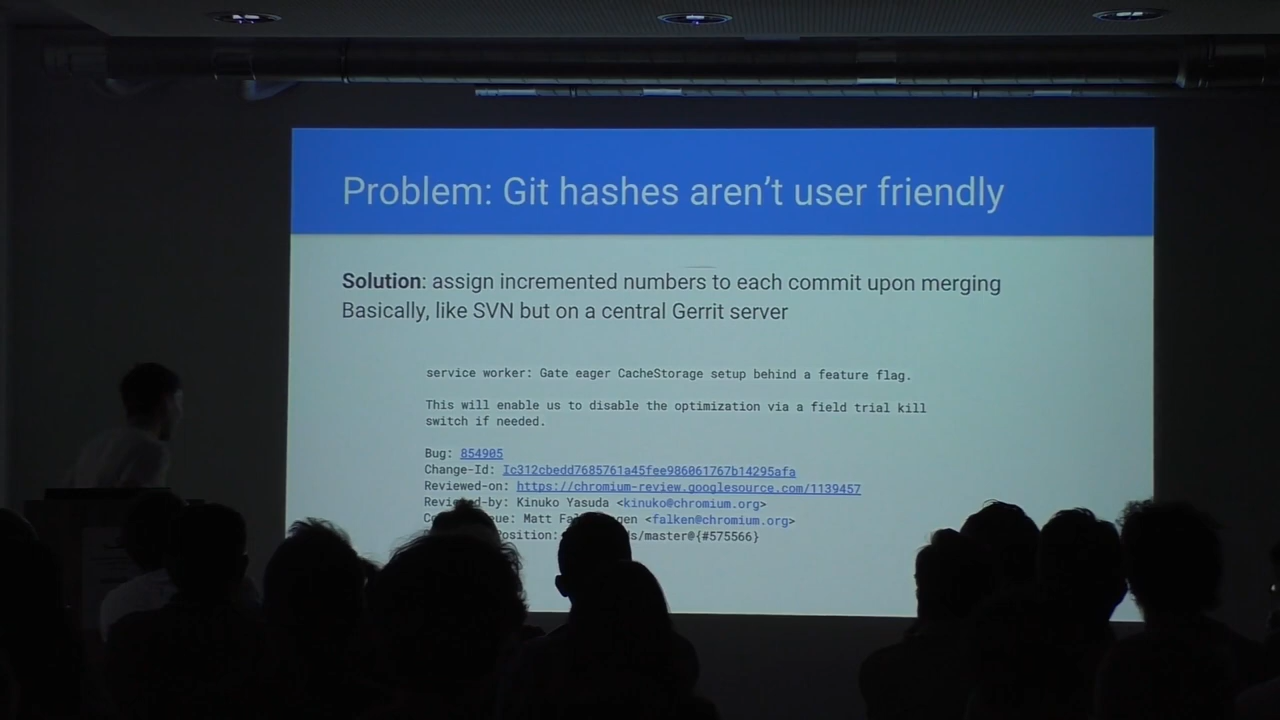 Problem: Git hashes aren’t user friendly
Solution: assign incremented numbers to each commit upon merging
Basically, like SVN but on a central Gerrit server
service worker: Gate eager CacheStorage setup behind a feature flag.
This will enable us to disable the optimization via a field trial kill
switch if needed.
Bug: 854905
Change-Id: Ic312cbedd7685761a45fee986061767b14295afa
Reviewed-on: https://chromium-review.googlesource.com/1139457
Kinuko Yasuda <kinuko@chromium.org>
Matt <falken@chromium.org>
s/master@{#575566}